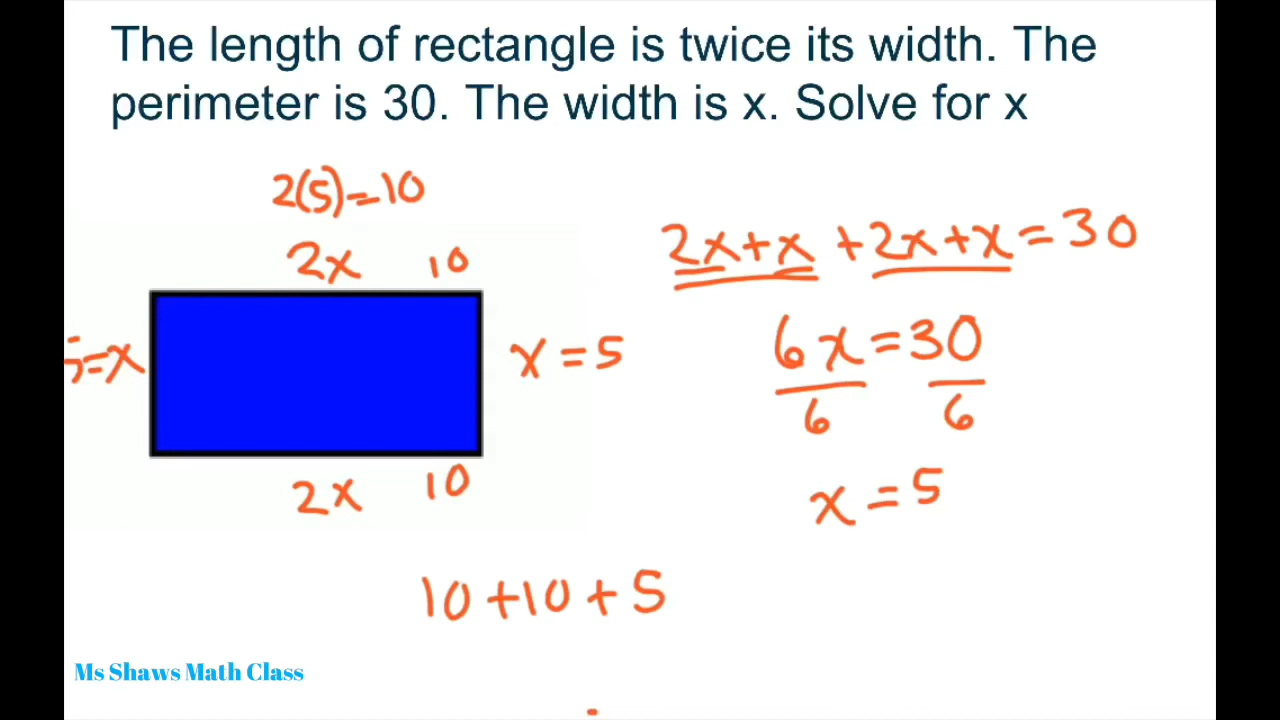 The length of rectangle is twice its width. The
perimeter is 30. The width is x. Solve for x
2(5)=10
2x 10
=x
x = 5
2x 10
2x+x +2x+x=30
6x=30
6 6
x=5
10+10+5
Ms Shaws Math Class